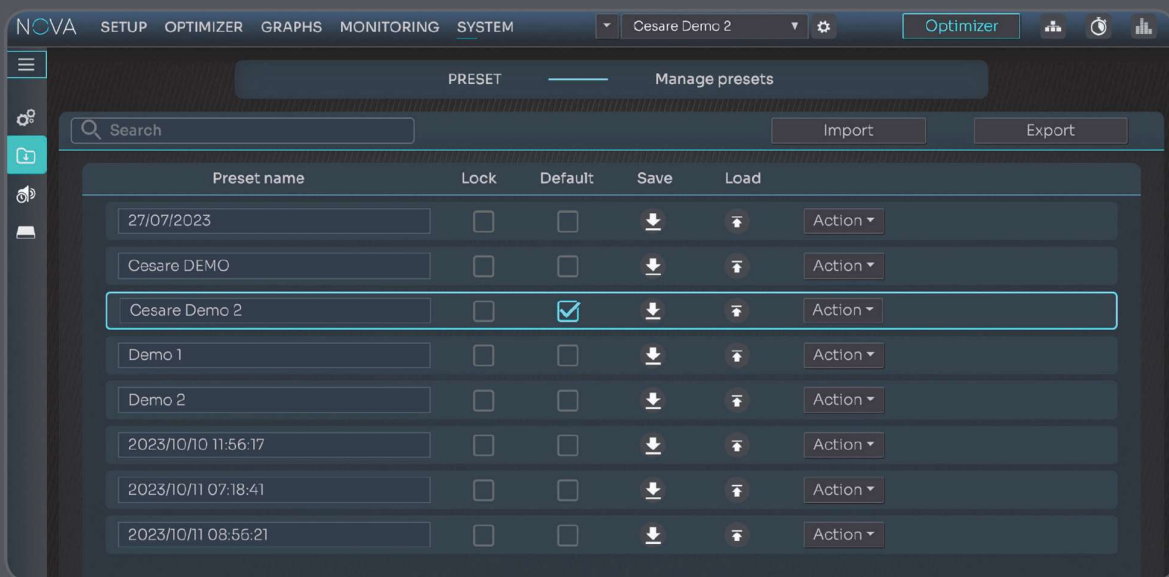 NOVA SETUP OPTIMIZER GRAPHS MONITORING SYSTEM Cesare Demo 2 Optimizer
PRESET Manage presets
Search Import Export
Preset name Lock Default Save Load
27/07/2023 Action
Cesare DEMO Action
Cesare Demo 2 Action
Demo 1 Action
Demo 2 Action
2023/10/10 11:56:17 Action
2023/10/11 07:18:41 Action
2023/10/11 08:56:21 Action